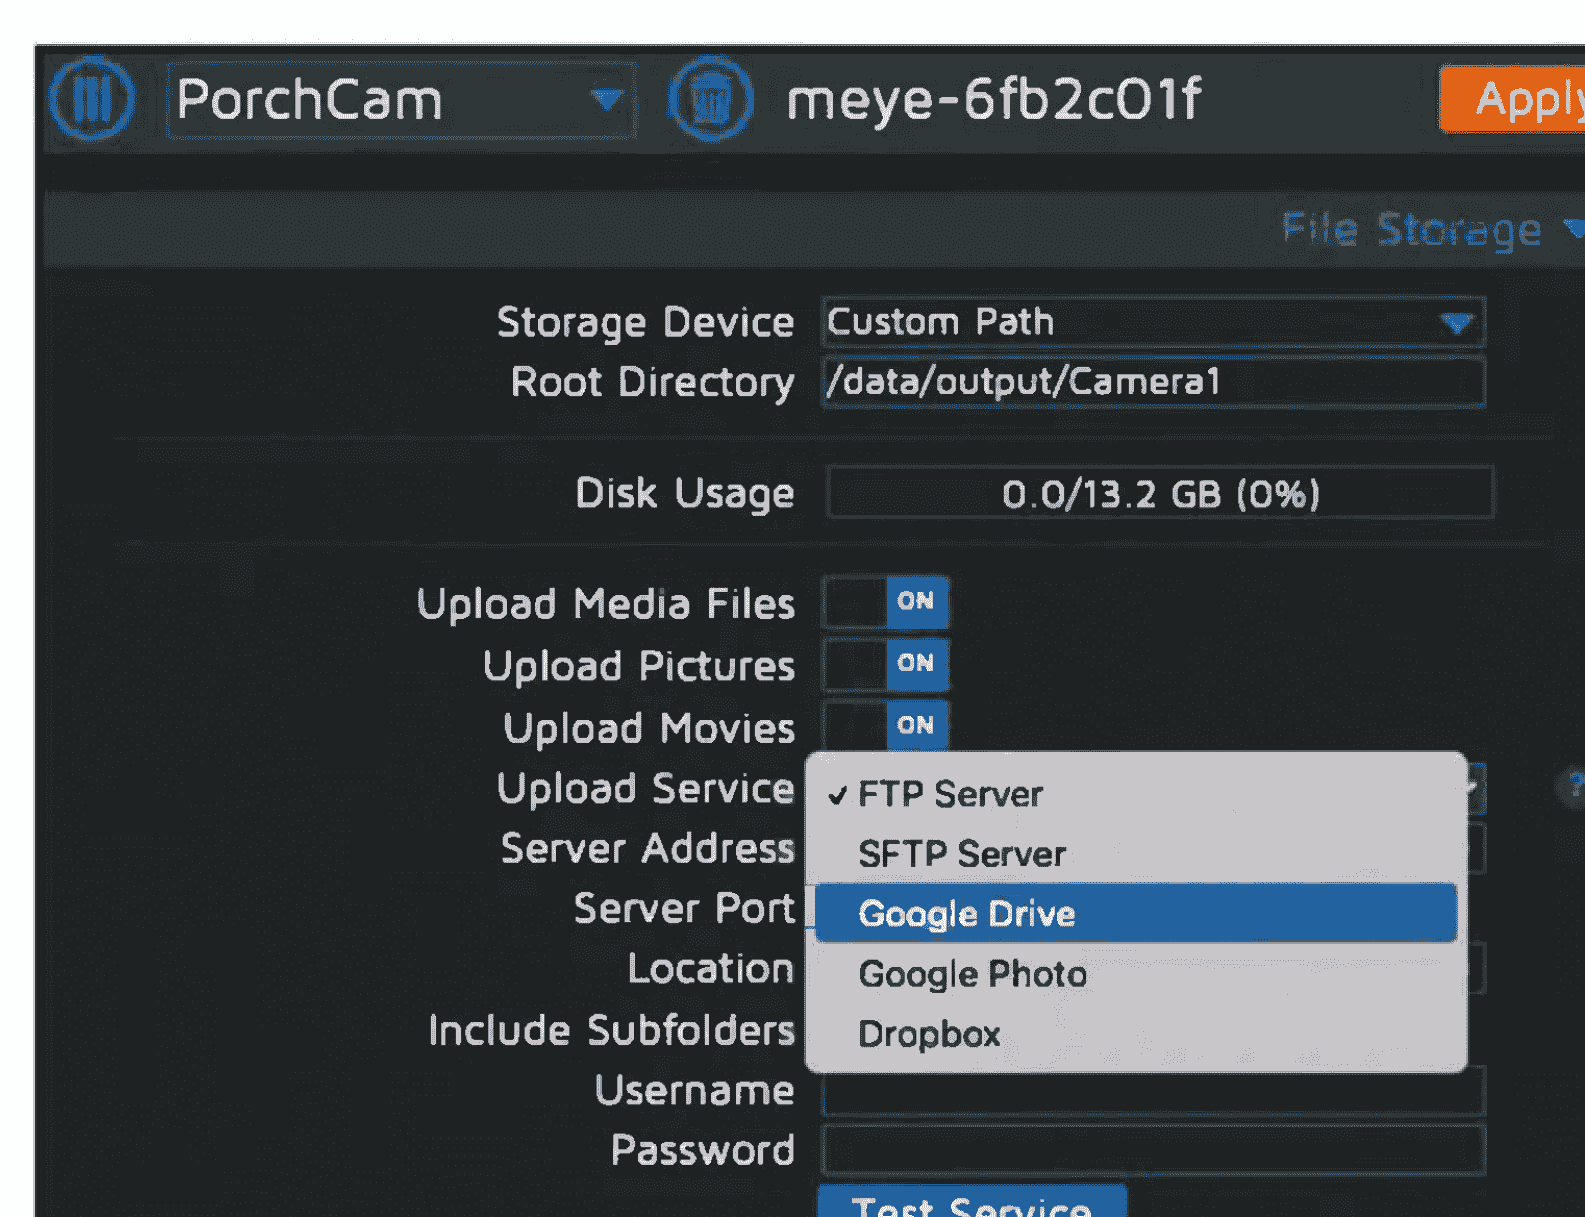 PorchCam meye-6fb2c01f Apply
File Storage
Storage Device Custom Path
Root Directory /data/output/Camera1
Disk Usage 0.0/13.2 GB (0%)
Upload Media Files ON
Upload Pictures ON
Upload Movies ON
Upload Service ✓ FTP Server ?
Server Address SFTP Server
Server Port Google Drive
Location Google Photo
Include Subfolders Dropbox
Username
Password
Test Service